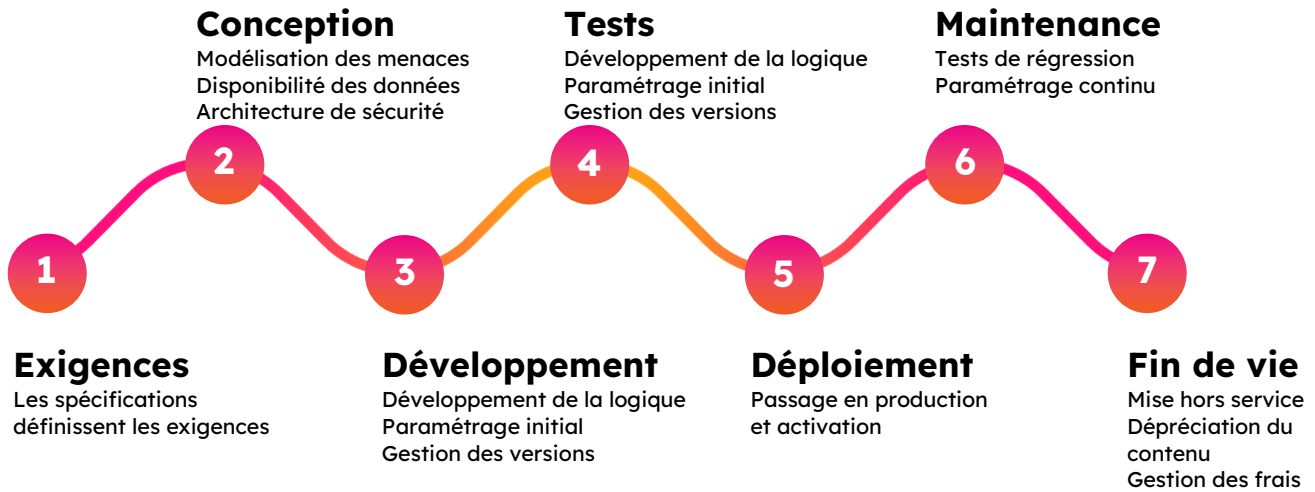 Conception
Modélisation des menaces
Disponibilité des données
Architecture de sécurité
Tests
Développement de la logique
Paramétrage initial
Gestion des versions
Maintenance
Tests de régression
Paramétrage continu
2
4
6
1
3
5
7
Exigences
Les spécifications
définissent les exigences
Développement
Développement de la logique
Paramétrage initial
Gestion des versions
Déploiement
Passage en production
et activation
Fin de vie
Mise hors service
Dépréciation du
contenu
Gestion des frais